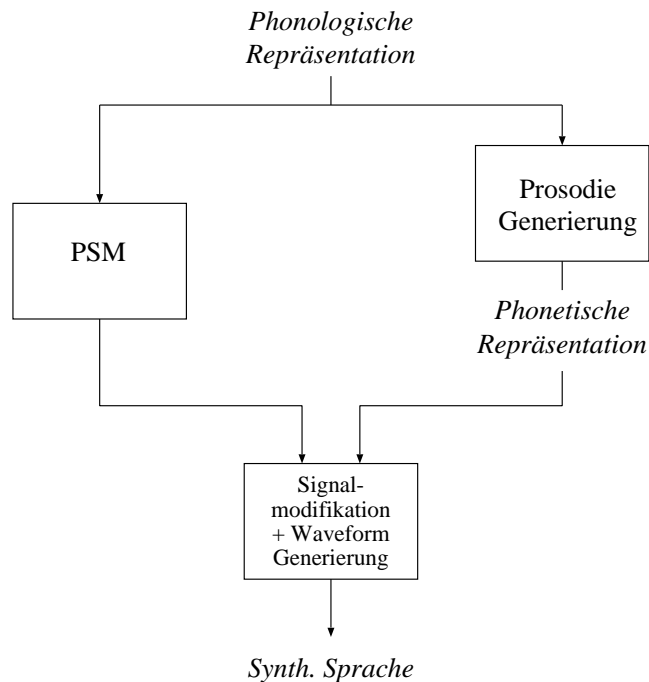 Phonologische
Repräsentation
Prosodie
Generierung
PSM
Phonetische
Repräsentation
Signal-
modifikation
+ Waveform
Generierung
Synth. Sprache